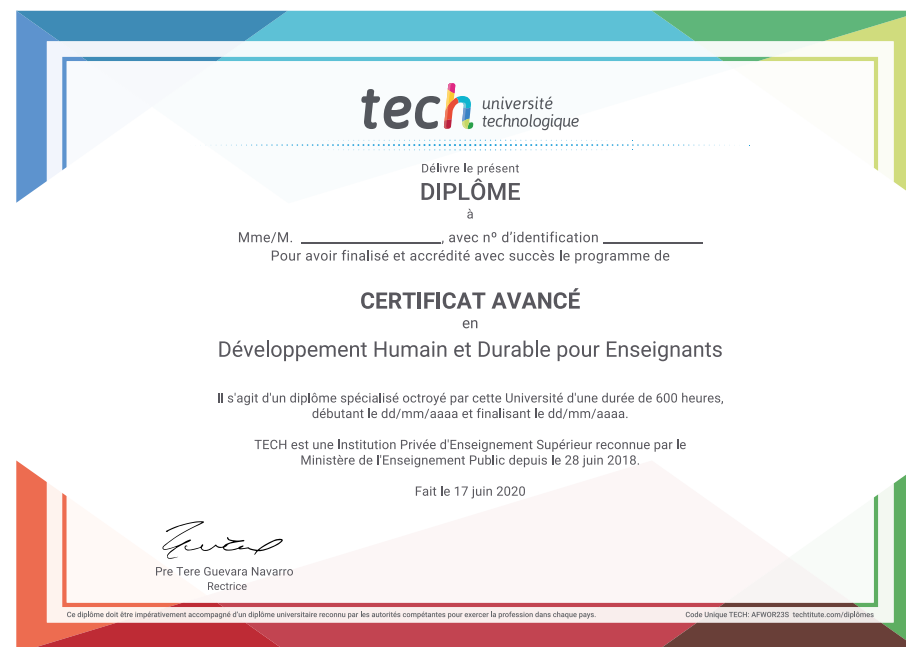 tech université
technologique
Délivre le présent
DIPLÔME
à
Mme/M. ____________________, avec nº d'identification ______________
Pour avoir finalisé et accrédité avec succès le programme de
CERTIFICAT AVANCÉ
en
Développement Humain et Durable pour Enseignants
Il s'agit d'un diplôme spécialisé octroyé par cette Université d'une durée de 600 heures,
débutant le dd/mm/aaaa et finalisant le dd/mm/aaaa.
TECH est une Institution Privée d'Enseignement Supérieur reconnue par le
Ministère de l'Enseignement Public depuis le 28 juin 2018.
Fait le 17 juin 2020
Pre Tere Guevara Navarro
Rectrice
Ce diplôme doit être impérativement accompagné d'un diplôme universitaire reconnu par les autorités compétantes pour exercer la profession dans chaque pays.
Code Unique TECH: AFWOR23S techtitute.com/diplômes